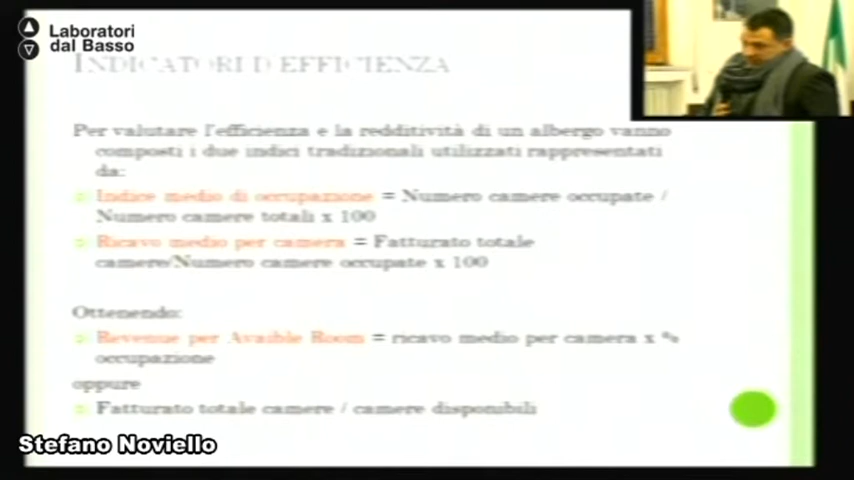 Laboratori
dal Basso
INDICATORI D'EFFICIENZA
Per valutare l'efficienza e la redditività di un albergo vanno
composti i due indici tradizionali utilizzati rappresentati
da:
Indice medio di occupazione = Numero camere occupate /
Numero camere totali x 100
Ricavo medio per camera = Fatturato totale
camere/Numero camere occupate x 100
Ottenendo:
Revenue per Avaible Room = ricavo medio per camera x %
occupazione
oppure
Fatturato totale camere / camere disponibili
Stefano Noviello